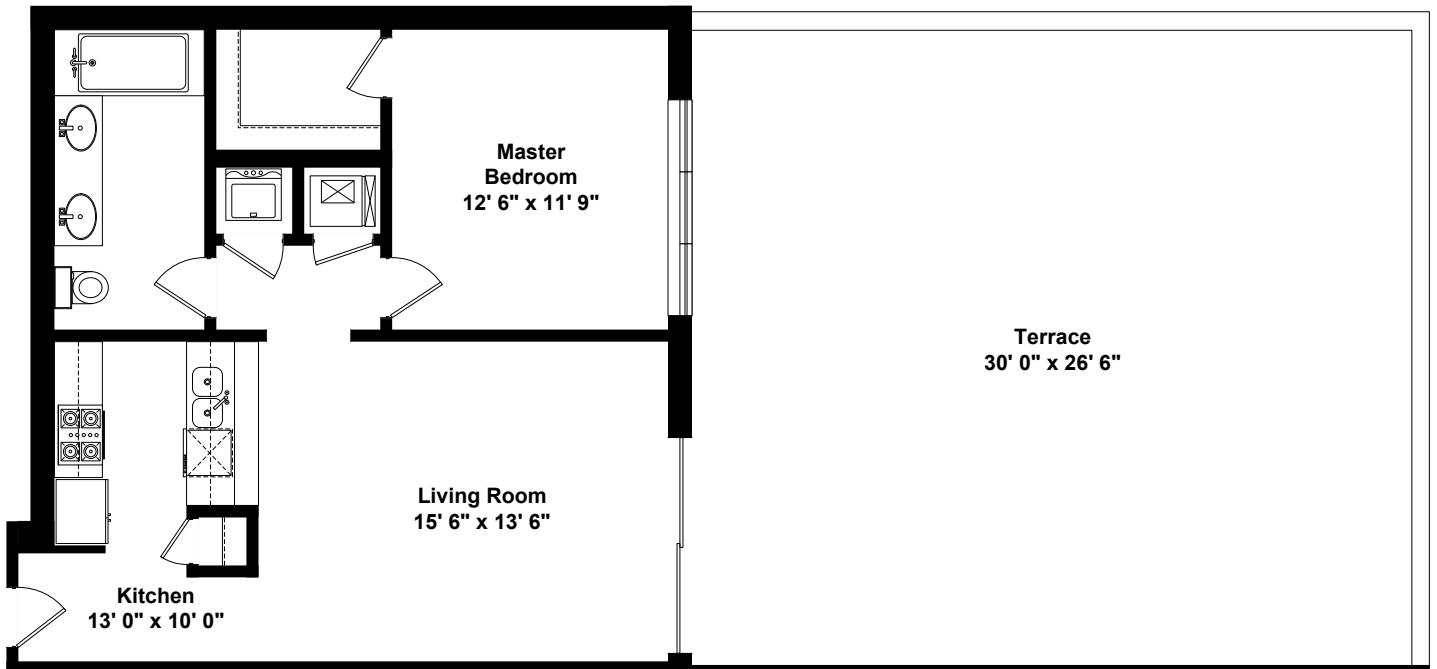 Master
Bedroom
12' 6" x 11' 9"
Terrace
30' 0" x 26' 6"
Living Room
15' 6" x 13' 6"
Kitchen
13' 0" x 10' 0"